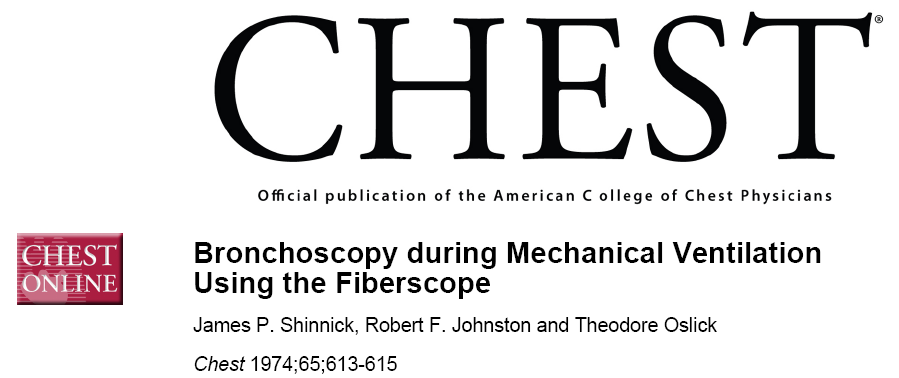 CHEST®
Official publication of the American C ollege of Chest Physicians
CHEST
ONLINE
Bronchoscopy during Mechanical Ventilation
Using the Fiberscope
James P. Shinnick, Robert F. Johnston and Theodore Oslick
Chest 1974;65;613-615